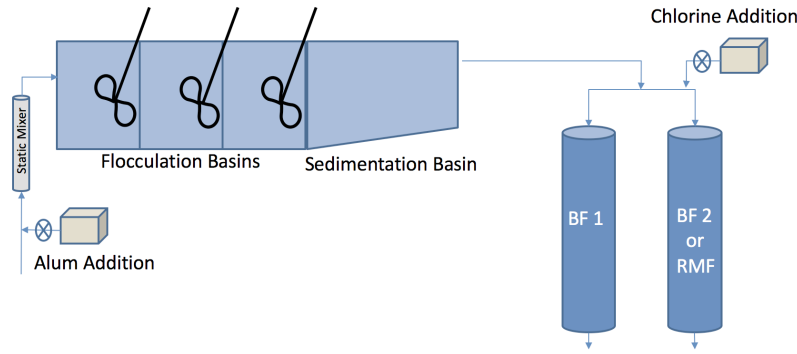 Chlorine Addition
Static Mixer
Flocculation Basins
Sedimentation Basin
Alum Addition
BF 1
BF 2
or
RMF